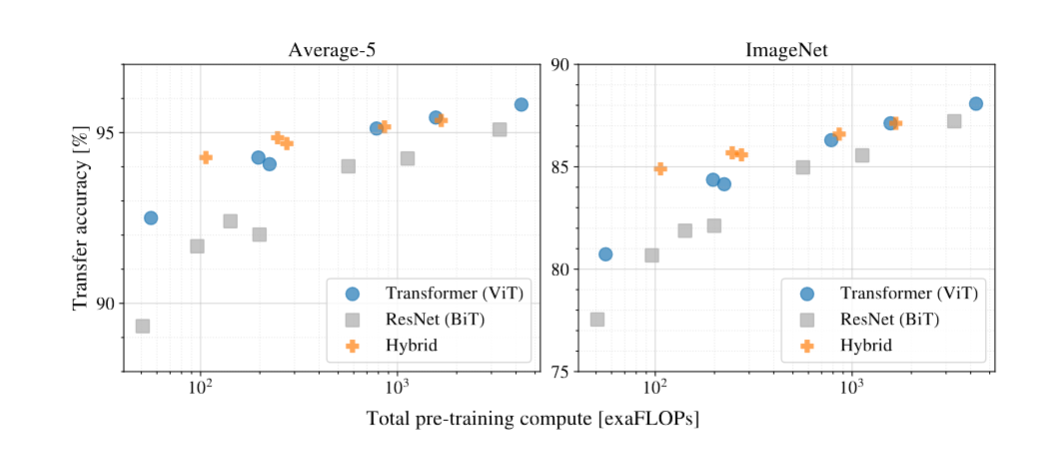 Average-5
ImageNet
Transfer accuracy [%]
95
90
Transformer (ViT)
ResNet (BiT)
Hybrid
10²
10³
90
85
80
75
Transformer (ViT)
ResNet (BiT)
Hybrid
10²
10³
Total pre-training compute [exaFLOPs]